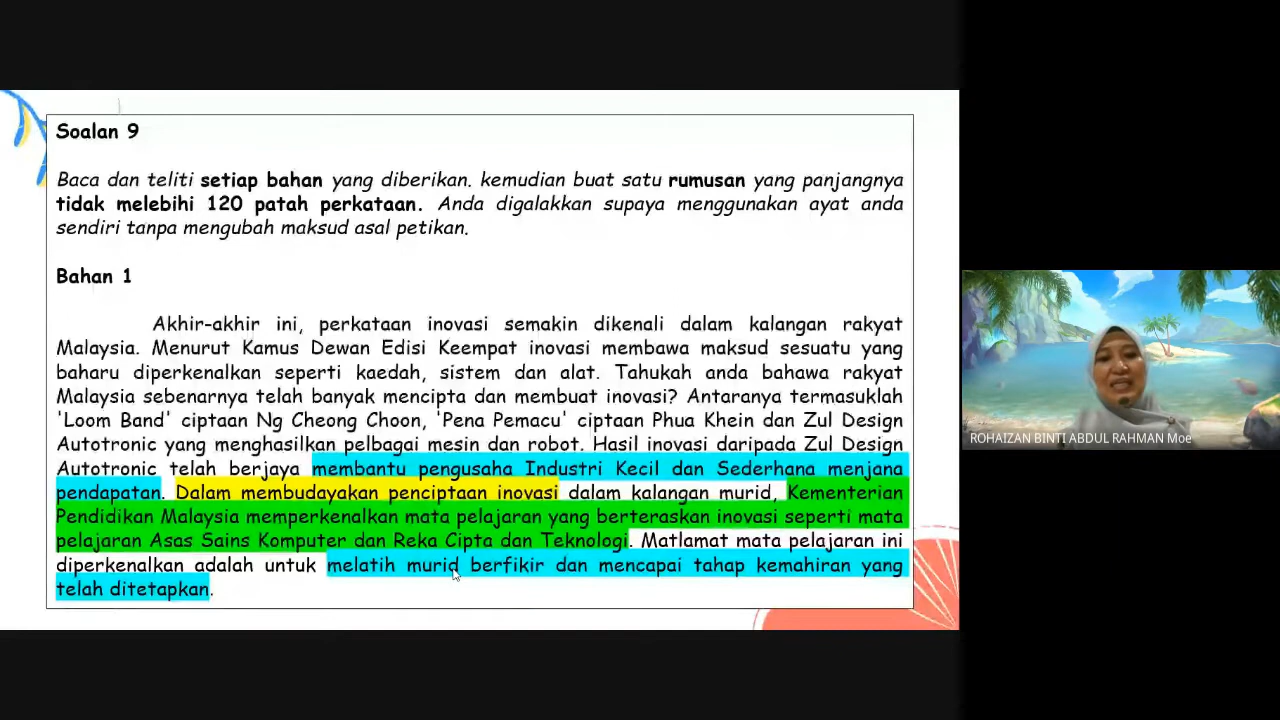 Soalan 9
Baca dan teliti setiap bahan yang diberikan. kemudian buat satu rumusan yang panjangnya
tidak melebihi 120 patah perkataan. Anda digalakkan supaya menggunakan ayat anda
sendiri tanpa mengubah maksud asal petikan.
Bahan 1
Akhir-akhir ini, perkataan inovasi semakin dikenali dalam kalangan rakyat
Malaysia. Menurut Kamus Dewan Edisi Keempat inovasi membawa maksud sesuatu yang
baharu diperkenalkan seperti kaedah, sistem dan alat. Tahukah anda bahawa rakyat
Malaysia sebenarnya telah banyak mencipta dan membuat inovasi? Antaranya termasuklah
'Loom Band' ciptaan Ng Cheong Choon, 'Pena Pemacu' ciptaan Phua Khein dan Zul Design
Autotronic yang menghasilkan pelbagai mesin dan robot. Hasil inovasi daripada Zul Design
Autotronic telah berjaya membantu pengusaha Industri Kecil dan Sederhana menjana
pendapatan. Dalam membudayakan penciptaan inovasi dalam kalangan murid, Kementerian
Pendidikan Malaysia memperkenalkan mata pelajaran yang berteraskan inovasi seperti mata
pelajaran Asas Sains Komputer dan Reka Cipta dan Teknologi. Matlamat mata pelajaran ini
diperkenalkan adalah untuk melatih murid berfikir dan mencapai tahap kemahiran yang
telah ditetapkan.
ROHAIZAN BINTI ABDUL RAHMAN Moe